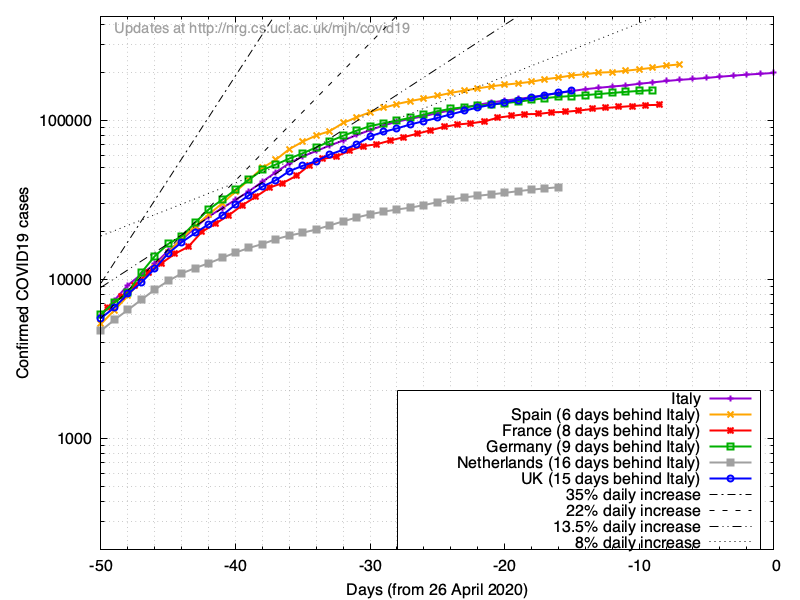 Updates at http://nrg.cs.ucl.ac.uk/mjh/covid19
Confirmed COVID19 cases
100000
10000
1000
Italy
Spain (6 days behind Italy)
France (8 days behind Italy)
Germany (9 days behind Italy)
Netherlands (16 days behind Italy)
UK (15 days behind Italy)
35% daily increase
22% daily increase
13.5% daily increase
8% daily increase
-50 -40 -30 -20 -10 0
Days (from 26 April 2020)